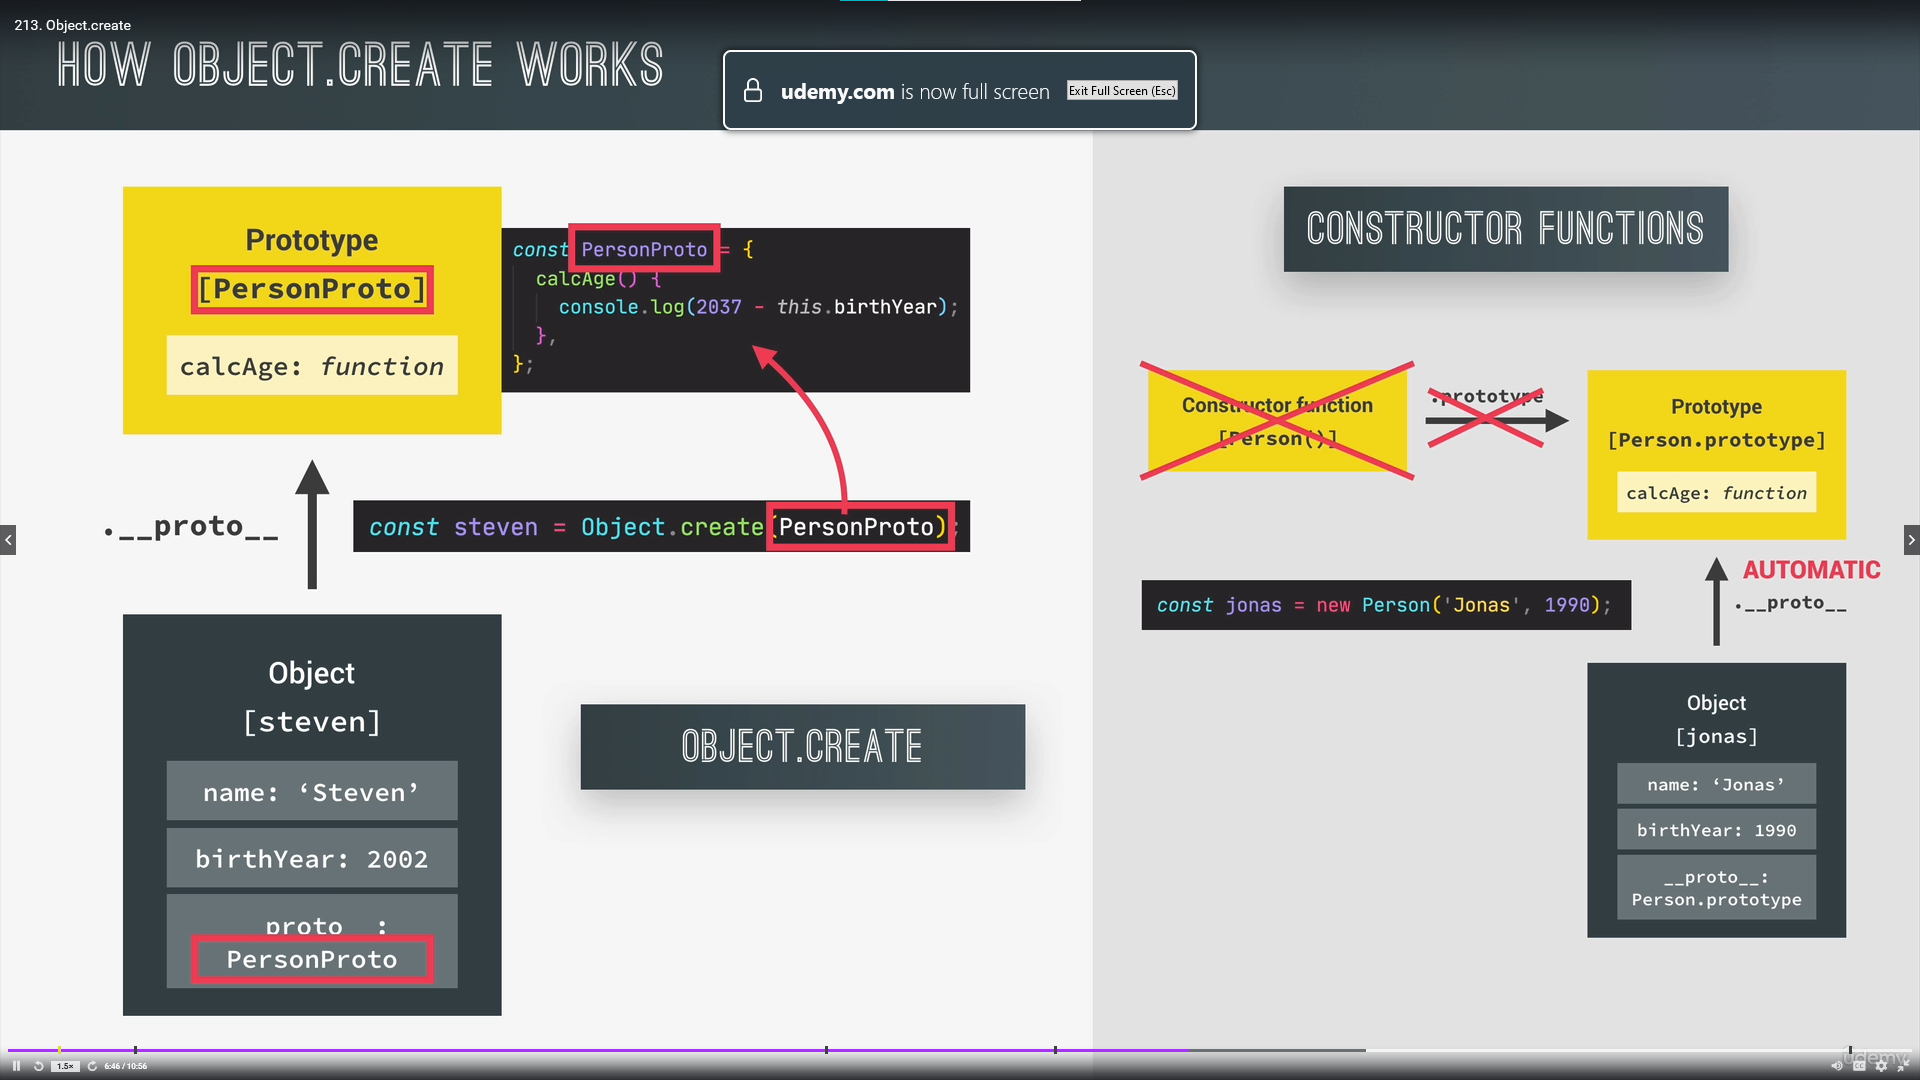 213. Object.create
HOW OBJECT.CREATE WORKS
udemy.com is now full screen
Exit Full Screen (Esc)
Prototype
[PersonProto]
calcAge: function
const PersonProto = {
calcAge() {
console.log(2037 - this.birthYear);
},
};
.__proto__
const steven = Object.create(PersonProto);
Object
[steven]
name: ‘Steven’
birthYear: 2002
__proto__:
PersonProto
OBJECT.CREATE
CONSTRUCTOR FUNCTIONS
Constructor function
[Person()]
.prototype
Prototype
[Person.prototype]
calcAge: function
const jonas = new Person('Jonas', 1990);
AUTOMATIC
.__proto__
Object
[jonas]
name: ‘Jonas’
birthYear: 1990
__proto__:
Person.prototype
1.5×
6:46 / 10:56
CC
udemy